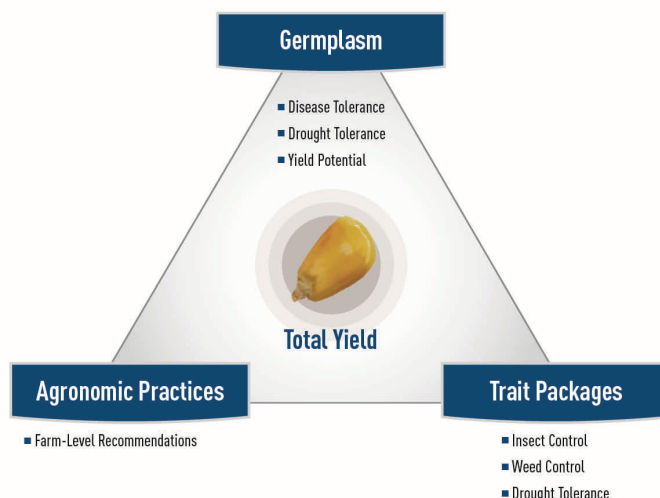 Germplasm
■ Disease Tolerance
■ Drought Tolerance
■ Yield Potential
Total Yield
Agronomic Practices
■ Farm-Level Recommendations
Trait Packages
■ Insect Control
■ Weed Control
■ Drought Tolerance